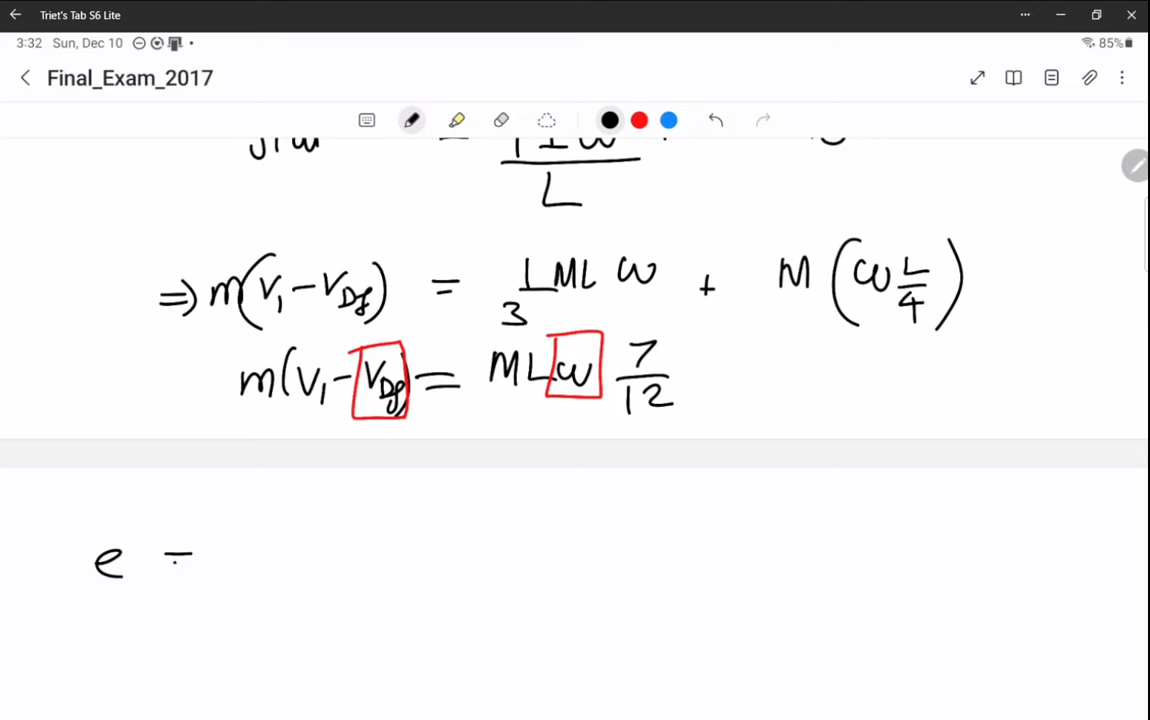 Triet's Tab S6 Lite
3:32 Sun, Dec 10 85%
Final_Exam_2017
L
⇒ m(V₁ - V_Df) = 1/3 ML ω + M (ω L/4)
m(V₁ - V_Df) = MLω 7/12
e =